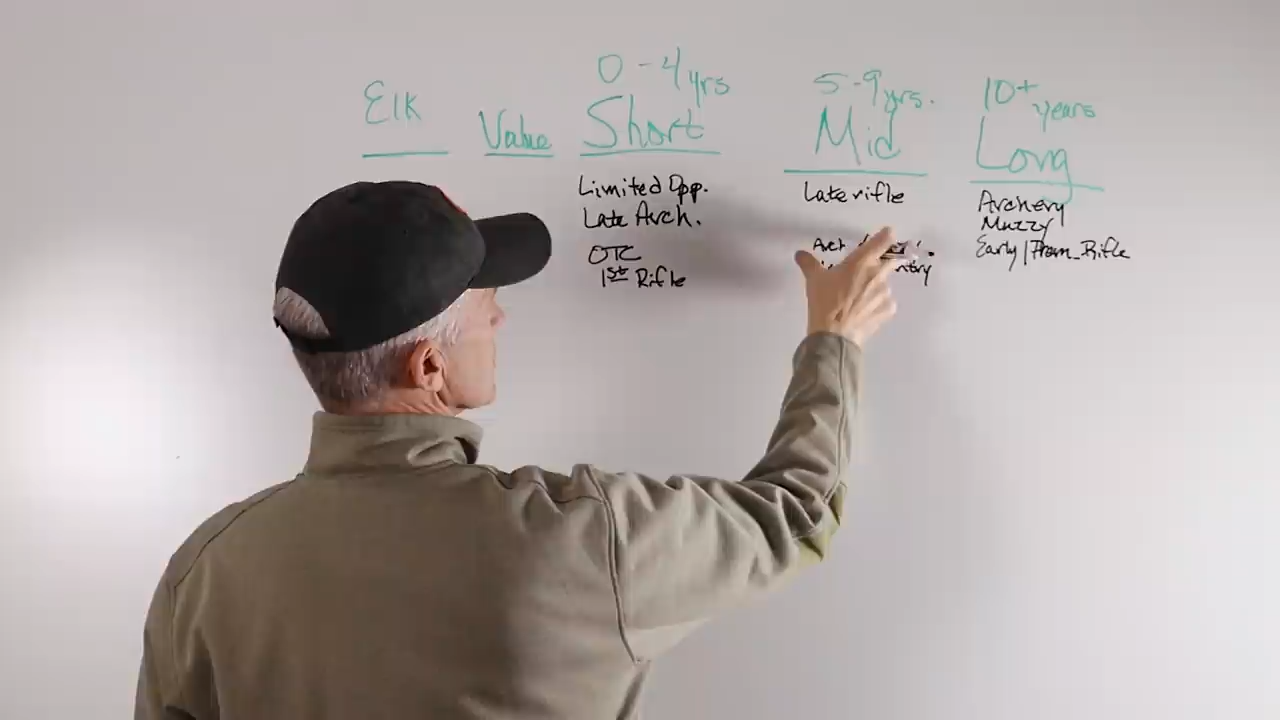 Elk
Value
0-4 yrs
Short
Limited Opp.
Late Arch.
OTC
1st Rifle
5-9 yrs.
Mid
Late rifle
10+ years
Long
Archery
Muzzy
Early/Prem. Rifle